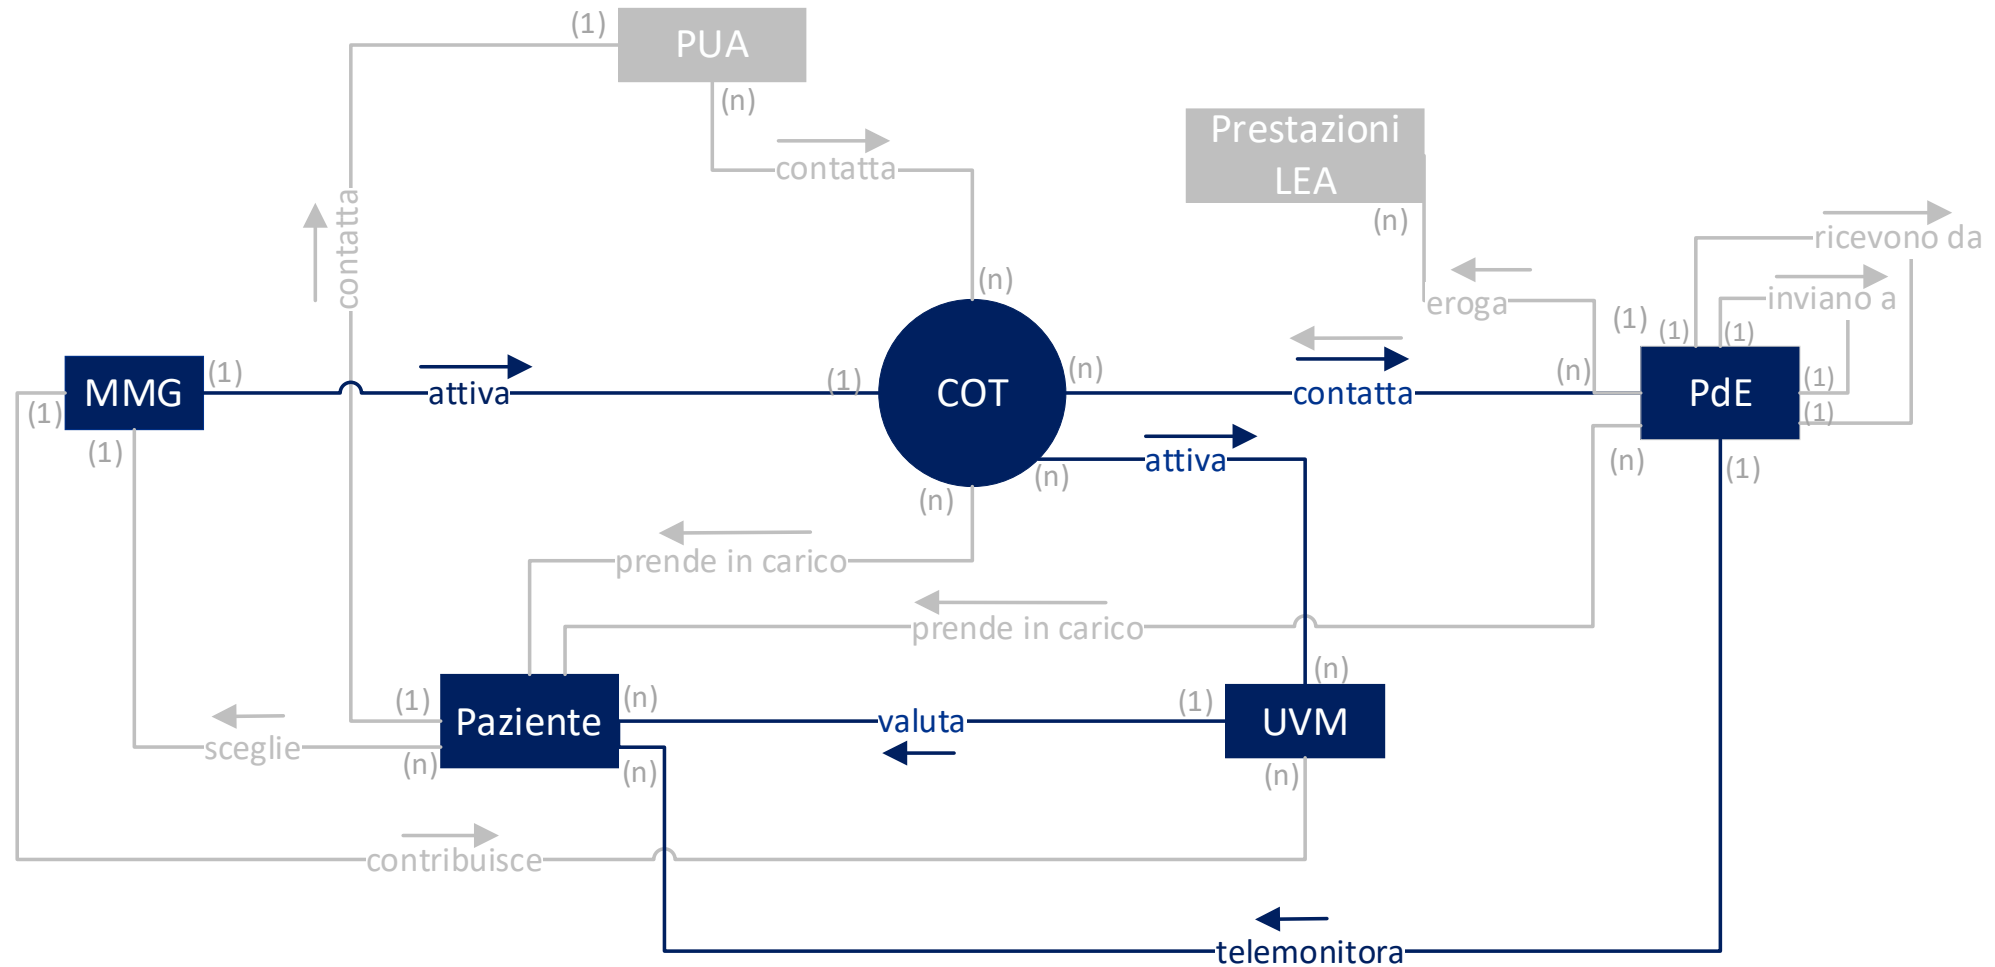 (1)
PUA
(n)
contatta
Prestazioni
LEA
(n)
contatta
ricevono da
(n)
inviano a
eroga
(1)
(1)
(1)
MMG
(1)
attiva
(1)
COT
(n)
contatta
(n)
PdE
(1)
(1)
(1)
(1)
attiva
(n)
(n)
(n)
(1)
prende in carico
prende in carico
(n)
(1)
(n)
Paziente
valuta
(1)
UVM
sceglie
(n)
(n)
(n)
contribuisce
telemonitora